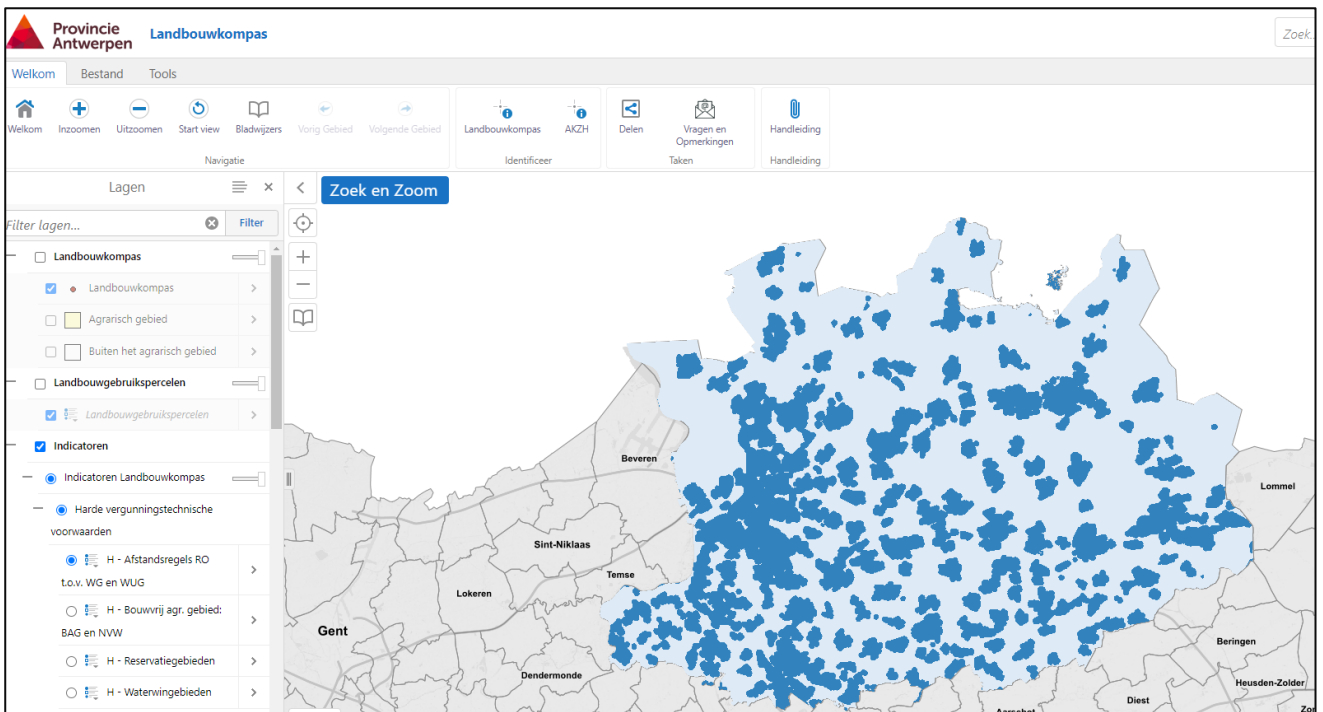 Provincie
Antwerpen
Landbouwkompas
Zoek.
Welkom Bestand Tools
Welkom Inzoomen Uitzoomen Start view Bladwijzers Vorig Gebied Volgende Gebied Landbouwkompas AKZH Delen Vragen en Opmerkingen Handleiding
Navigatie Identificeer Taken Handleiding
Lagen
Zoek en Zoom
Filter lagen... Filter
Landbouwkompas
Landbouwkompas
Agrarisch gebied
Buiten het agrarisch gebied
Landbouwgebruikspercelen
Landbouwgebruikspercelen
Indicatoren
Indicatoren Landbouwkompas
Harde vergunningstechnische
voorwaarden
H - Afstandsregels RO
t.o.v. WG en WUG
H - Bouwvrij agr. gebied:
BAG en NVW
H - Reservatiegebieden
H - Waterwingebieden
Beveren
Lommel
Sint-Niklaas
Temse
Lokeren
Gent
Beringen
Dendermonde
Heusden-Zolder
Diest
Aarschot